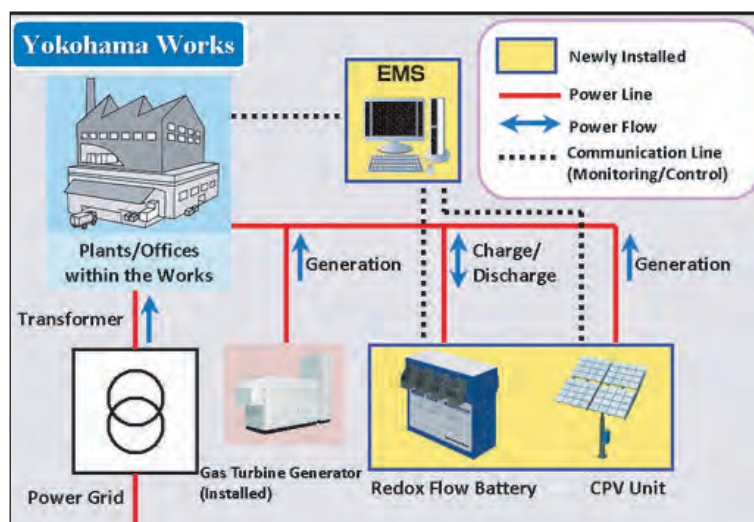 Yokohama Works
EMS
Newly Installed
Power Line
Power Flow
Communication Line
(Monitoring/Control)
Plants/Offices
within the Works
Generation
Charge/
Discharge
Generation
Transformer
Gas Turbine Generator
(Installed)
Redox Flow Battery
CPV Unit
Power Grid